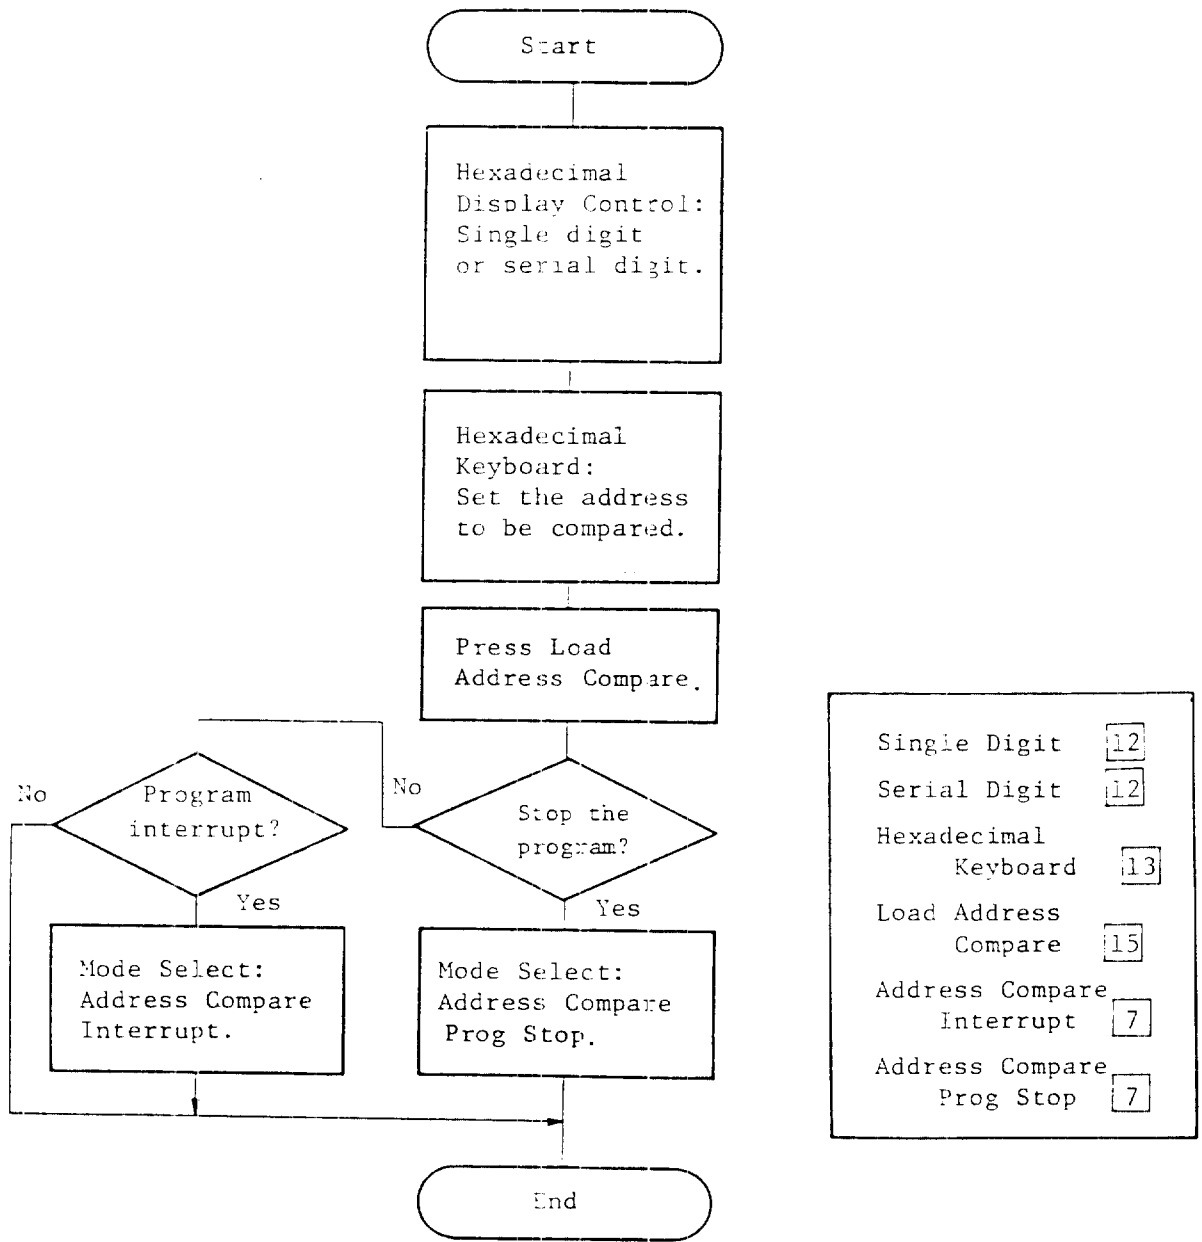 Start
Hexadecimal
Display Control:
Single digit
or serial digit.
Hexadecimal
Keyboard:
Set the address
to be compared.
Press Load
Address Compare.
No
Program
interrupt?
No
Stop the
program?
Yes
Yes
Mode Select:
Address Compare
Interrupt.
Mode Select:
Address Compare
Prog Stop.
End
Single Digit 12
Serial Digit 12
Hexadecimal
Keyboard 13
Load Address
Compare 15
Address Compare
Interrupt 7
Address Compare
Prog Stop 7